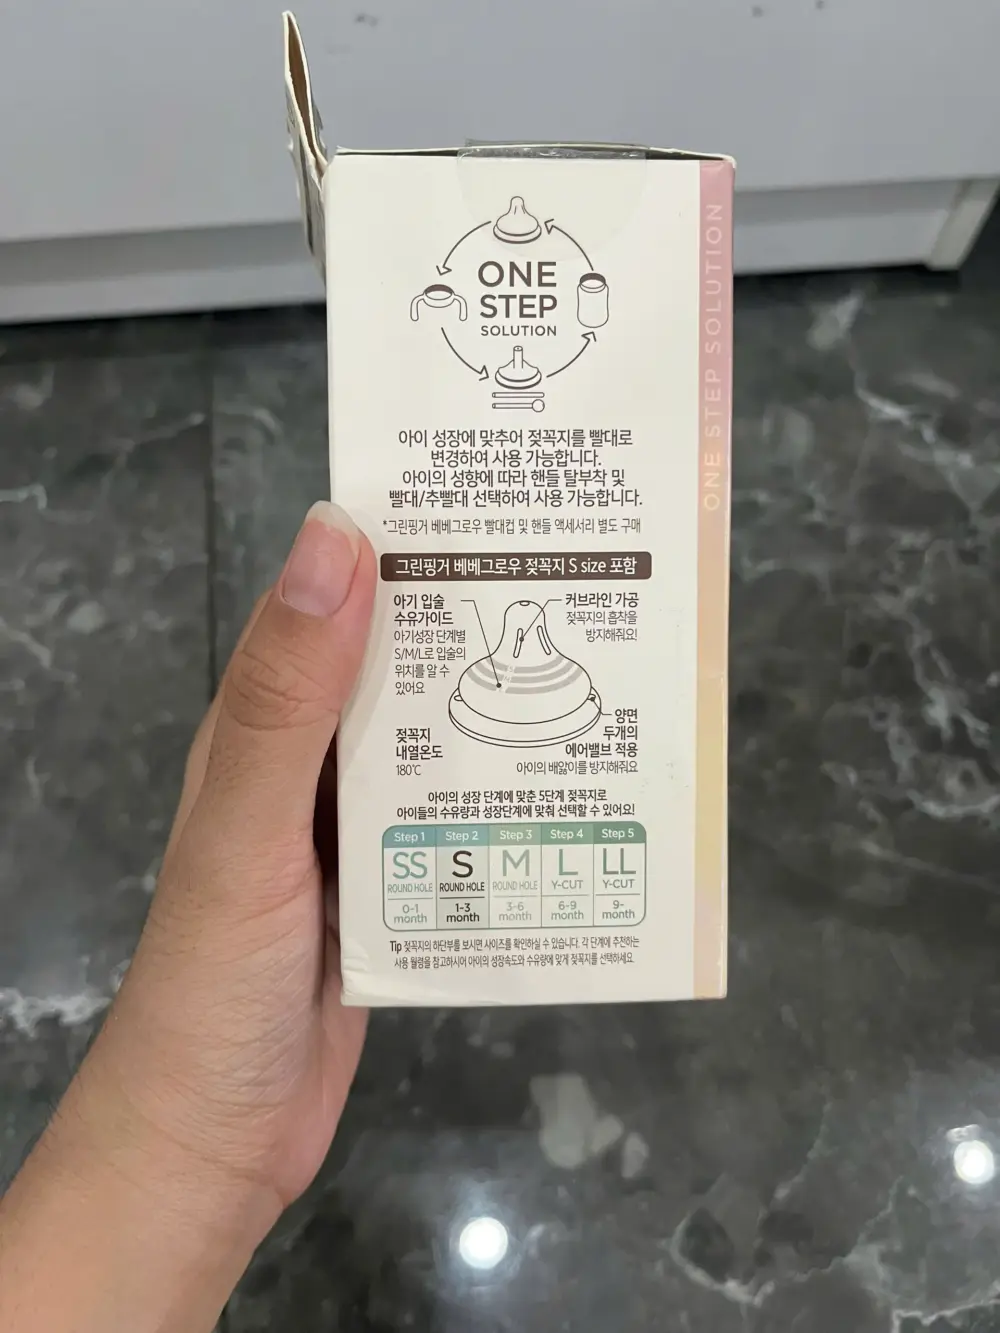 ONE
STEP
SOLUTION
ONE STEP SOLUTION
아이 성장에 맞추어 젖꼭지를 빨대로
변경하여 사용 가능합니다.
아이의 성향에 따라 핸들 탈부착 및
빨대/추빨대 선택하여 사용 가능합니다.
*그린핑거 베베그로우 빨대컵 및 핸들 액세서리 별도 구매
그린핑거 베베그로우 젖꼭지 S size 포함
아기 입술
수유가이드
아기성장 단계별
S/M/L로 입술의
위치를 알 수
있어요
커브라인 가공
젖꼭지의 흡착을
방지해줘요!
젖꼭지
내열온도
180℃
양면
두개의
에어밸브 적용
아이의 배앓이를 방지해줘요
아이의 성장 단계에 맞춘 5단계 젖꼭지로
아이들의 수유량과 성장단계에 맞춰 선택할 수 있어요!
Step 1 Step 2 Step 3 Step 4 Step 5
SS S M L LL
ROUND HOLE ROUND HOLE ROUND HOLE Y-CUT Y-CUT
0-1 1-3 3-6 6-9 9-
month month month month month
Tip 젖꼭지의 하단부를 보시면 사이즈를 확인하실 수 있습니다. 각 단계에 추천하는
사용 월령을 참고하시어 아이의 성장속도와 수유량에 맞게 젖꼭지를 선택하세요.